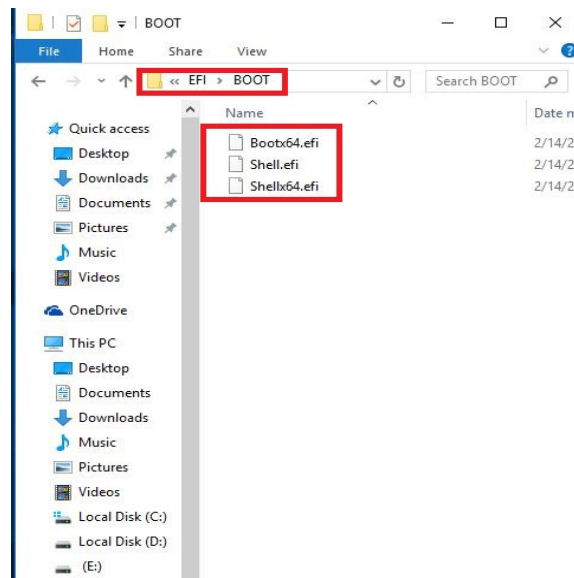 BOOT
File Home Share View
« EFI > BOOT Search BOOT
Name Date m
Quick access
Bootx64.efi 2/14/2
Desktop
Shell.efi 2/14/2
Downloads
Shellx64.efi 2/14/2
Documents
Pictures
Music
Videos
OneDrive
This PC
Desktop
Documents
Downloads
Music
Pictures
Videos
Local Disk (C:)
Local Disk (D:)
(E:)